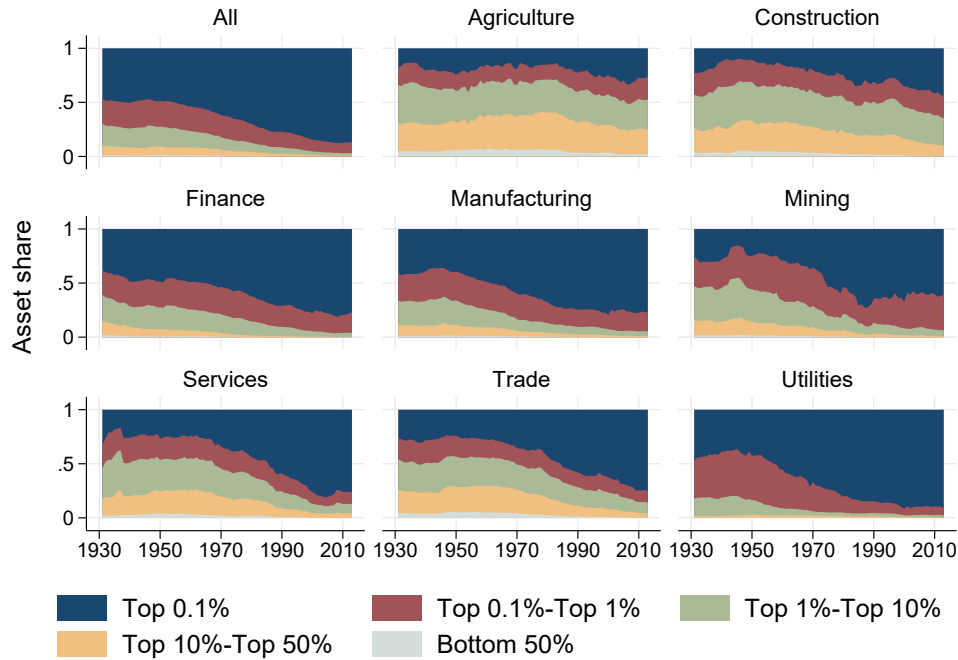 All Agriculture Construction
1
.5
0
Finance Manufacturing Mining
Asset share
1
.5
0
Services Trade Utilities
1
.5
0
1930 1950 1970 1990 2010 1930 1950 1970 1990 2010 1930 1950 1970 1990 2010
Top 0.1% Top 0.1%-Top 1% Top 1%-Top 10%
Top 10%-Top 50% Bottom 50%